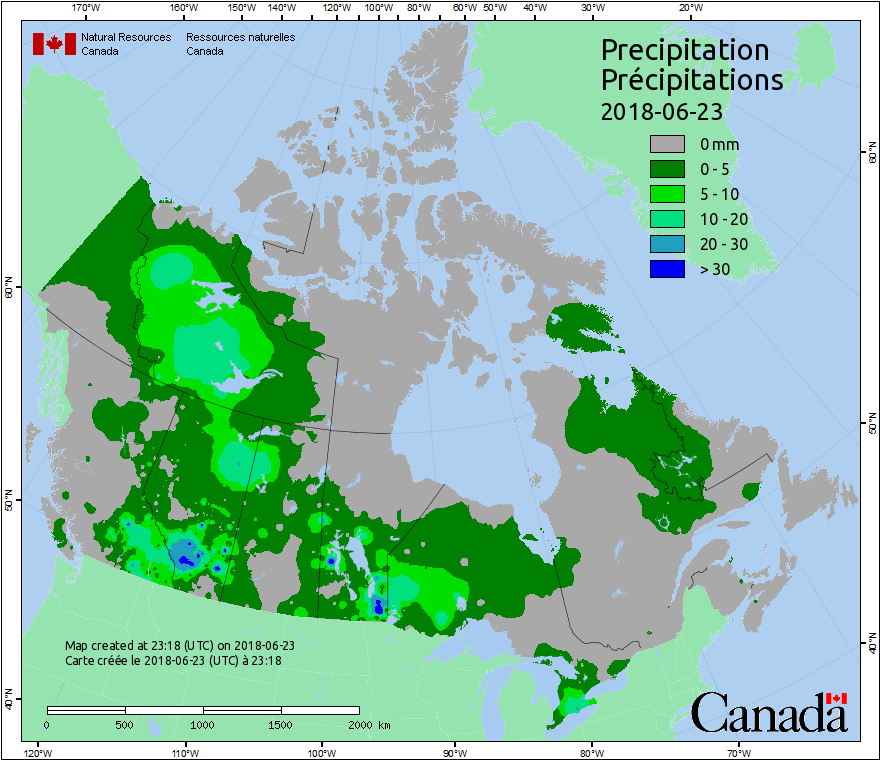 170°W 160°W 150°W 140°W 120°W 100°W 80°W 60°W 50°W 40°W 30°W 20°W
Natural Resources Canada
Ressources naturelles Canada
Precipitation
Précipitations
2018-06-23
0 mm
0 - 5
5 - 10
10 - 20
20 - 30
> 30
60°N
50°N
40°N
60°N
50°N
40°N
Map created at 23:18 (UTC) on 2018-06-23
Carte créée le 2018-06-23 (UTC) à 23:18
0 500 1000 1500 2000 km
Canada
120°W 110°W 100°W 90°W 80°W 70°W